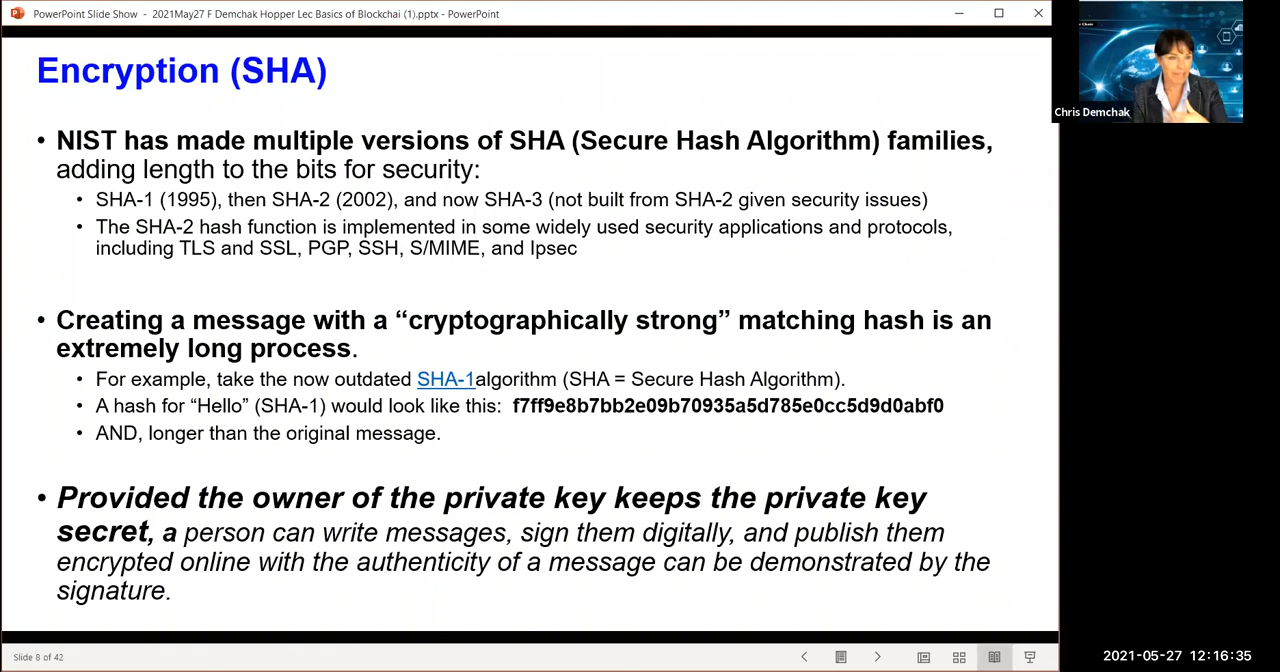 PowerPoint Slide Show - 2021May27 F Demchak Hopper Lec Basics of Blockchai (1).pptx - PowerPoint
Encryption (SHA)
• NIST has made multiple versions of SHA (Secure Hash Algorithm) families,
adding length to the bits for security:
• SHA-1 (1995), then SHA-2 (2002), and now SHA-3 (not built from SHA-2 given security issues)
• The SHA-2 hash function is implemented in some widely used security applications and protocols,
including TLS and SSL, PGP, SSH, S/MIME, and Ipsec
• Creating a message with a “cryptographically strong” matching hash is an
extremely long process.
• For example, take the now outdated SHA-1algorithm (SHA = Secure Hash Algorithm).
• A hash for “Hello” (SHA-1) would look like this: f7ff9e8b7bb2e09b70935a5d785e0cc5d9d0abf0
• AND, longer than the original message.
• Provided the owner of the private key keeps the private key
secret, a person can write messages, sign them digitally, and publish them
encrypted online with the authenticity of a message can be demonstrated by the
signature.
Slide 8 of 42
Chris Demchak
2021-05-27 12:16:35